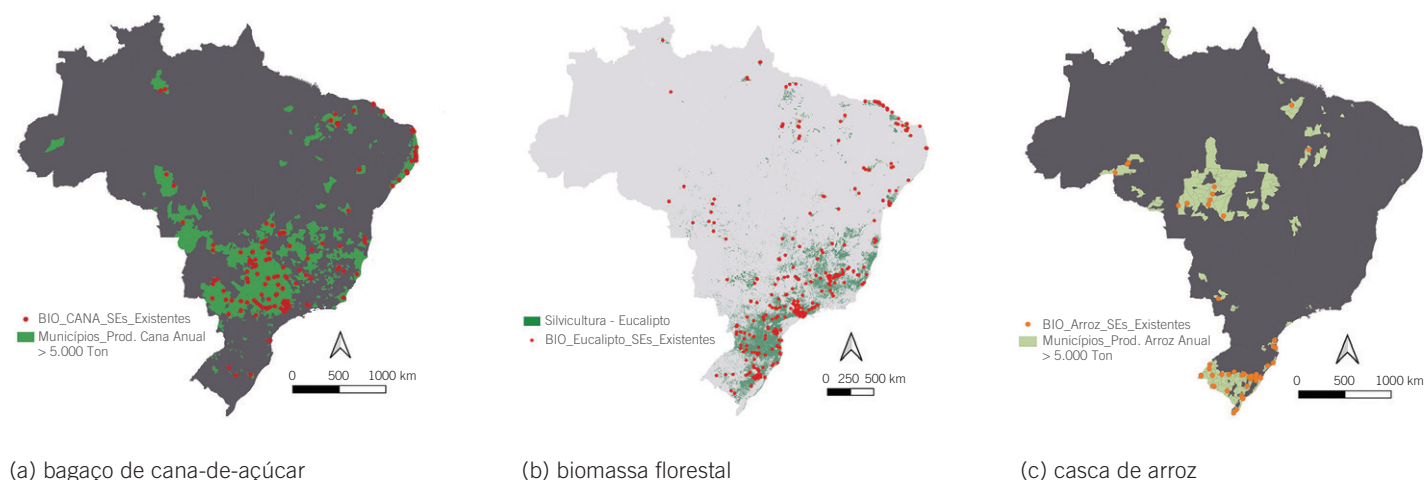 BIO_CANA_SEs_Existentes
Municípios_Prod. Cana Anual
> 5.000 Ton
0 500 1000 km
Silvicultura - Eucalipto
BIO_Eucalipto_SEs_Existentes
0 250 500 km
BIO_Arroz_SEs_Existentes
Municípios_Prod. Arroz Anual
> 5.000 Ton
0 500 1000 km
(a) bagaço de cana-de-açúcar
(b) biomassa florestal
(c) casca de arroz